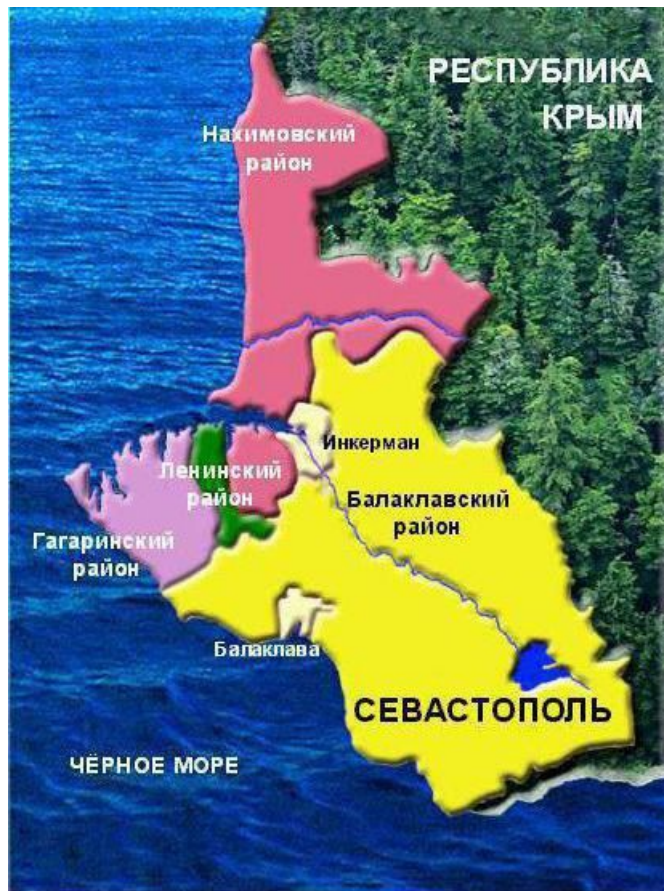 РЕСПУБЛИКА
КРЫМ
Нахимовский
район
Инкерман
Ленинский
район
Балаклавский
район
Гагаринский
район
Балаклава
СЕВАСТОПОЛЬ
ЧЁРНОЕ МОРЕ